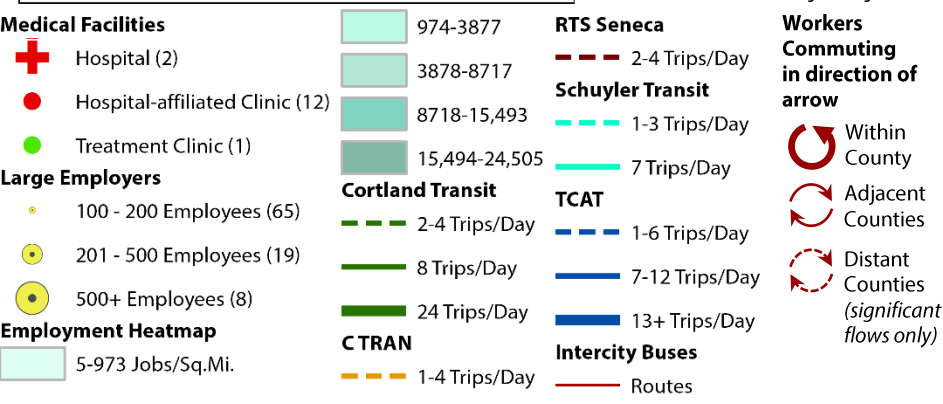 Medical Facilities
Hospital (2)
Hospital-affiliated Clinic (12)
Treatment Clinic (1)
Large Employers
100 - 200 Employees (65)
201 - 500 Employees (19)
500+ Employees (8)
Employment Heatmap
5-973 Jobs/Sq.Mi.
974-3877
3878-8717
8718-15,493
15,494-24,505
Cortland Transit
2-4 Trips/Day
8 Trips/Day
24 Trips/Day
C TRAN
1-4 Trips/Day
RTS Seneca
2-4 Trips/Day
Schuyler Transit
1-3 Trips/Day
7 Trips/Day
TCAT
1-6 Trips/Day
7-12 Trips/Day
13+ Trips/Day
Intercity Buses
Routes
Workers
Commuting
in direction of
arrow
Within
County
Adjacent
Counties
Distant
Counties
(significant
flows only)